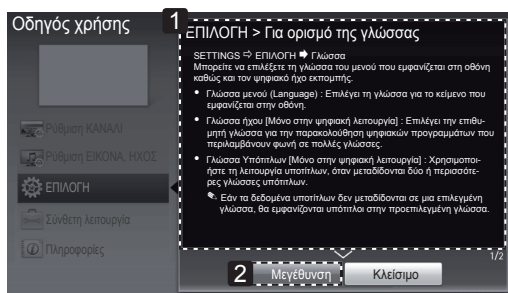 Οδηγός χρήσης
1
ΕΠΙΛΟΓΗ > Για ορισμό της γλώσσας
SETTINGS ⇨ ΕΠΙΛΟΓΗ ➡ Γλώσσα
Μπορείτε να επιλέξετε τη γλώσσα του μενού που εμφανίζεται στη οθόνη
καθώς και τον ψηφιακό ήχο εκπομπής.
• Γλώσσα μενού (Language) : Επιλέγει τη γλώσσα για το κείμενο που
εμφανίζεται στην οθόνη.
• Γλώσσα ήχου [Μόνο στην ψηφιακή λειτουργία] : Επιλέγει την επιθυ-
μητή γλώσσα για την παρακολούθηση ψηφιακών προγραμμάτων που
περιλαμβάνουν φωνή σε πολλές γλώσσες.
• Γλώσσα Υπότιλων [Μόνο στην ψηφιακή λειτουργία] : Χρησιμοποι-
ήστε τη λειτουργία υποτίλων, όταν μεταδίδονται δύο ή περισσότε-
ρες γλώσσες υπότιλων.
✎ Εάν τα δεδομένα υποτίλων δεν μεταδίδονται σε μια επιλεγμένη
γλώσσα, θα εμφανίζονται υπότιλοι στην προεπιλεγμένη γλώσσα.
Ρύθμιση ΚΑΝΑΛΙ
Ρύθμιση ΕΙΚΟΝΑ, ΗΧΟΣ
ΕΠΙΛΟΓΗ
Σύνθετη λειτουργία
Πληροφορίες
1/2
2
Μεγέθυνση
Κλείσιμο